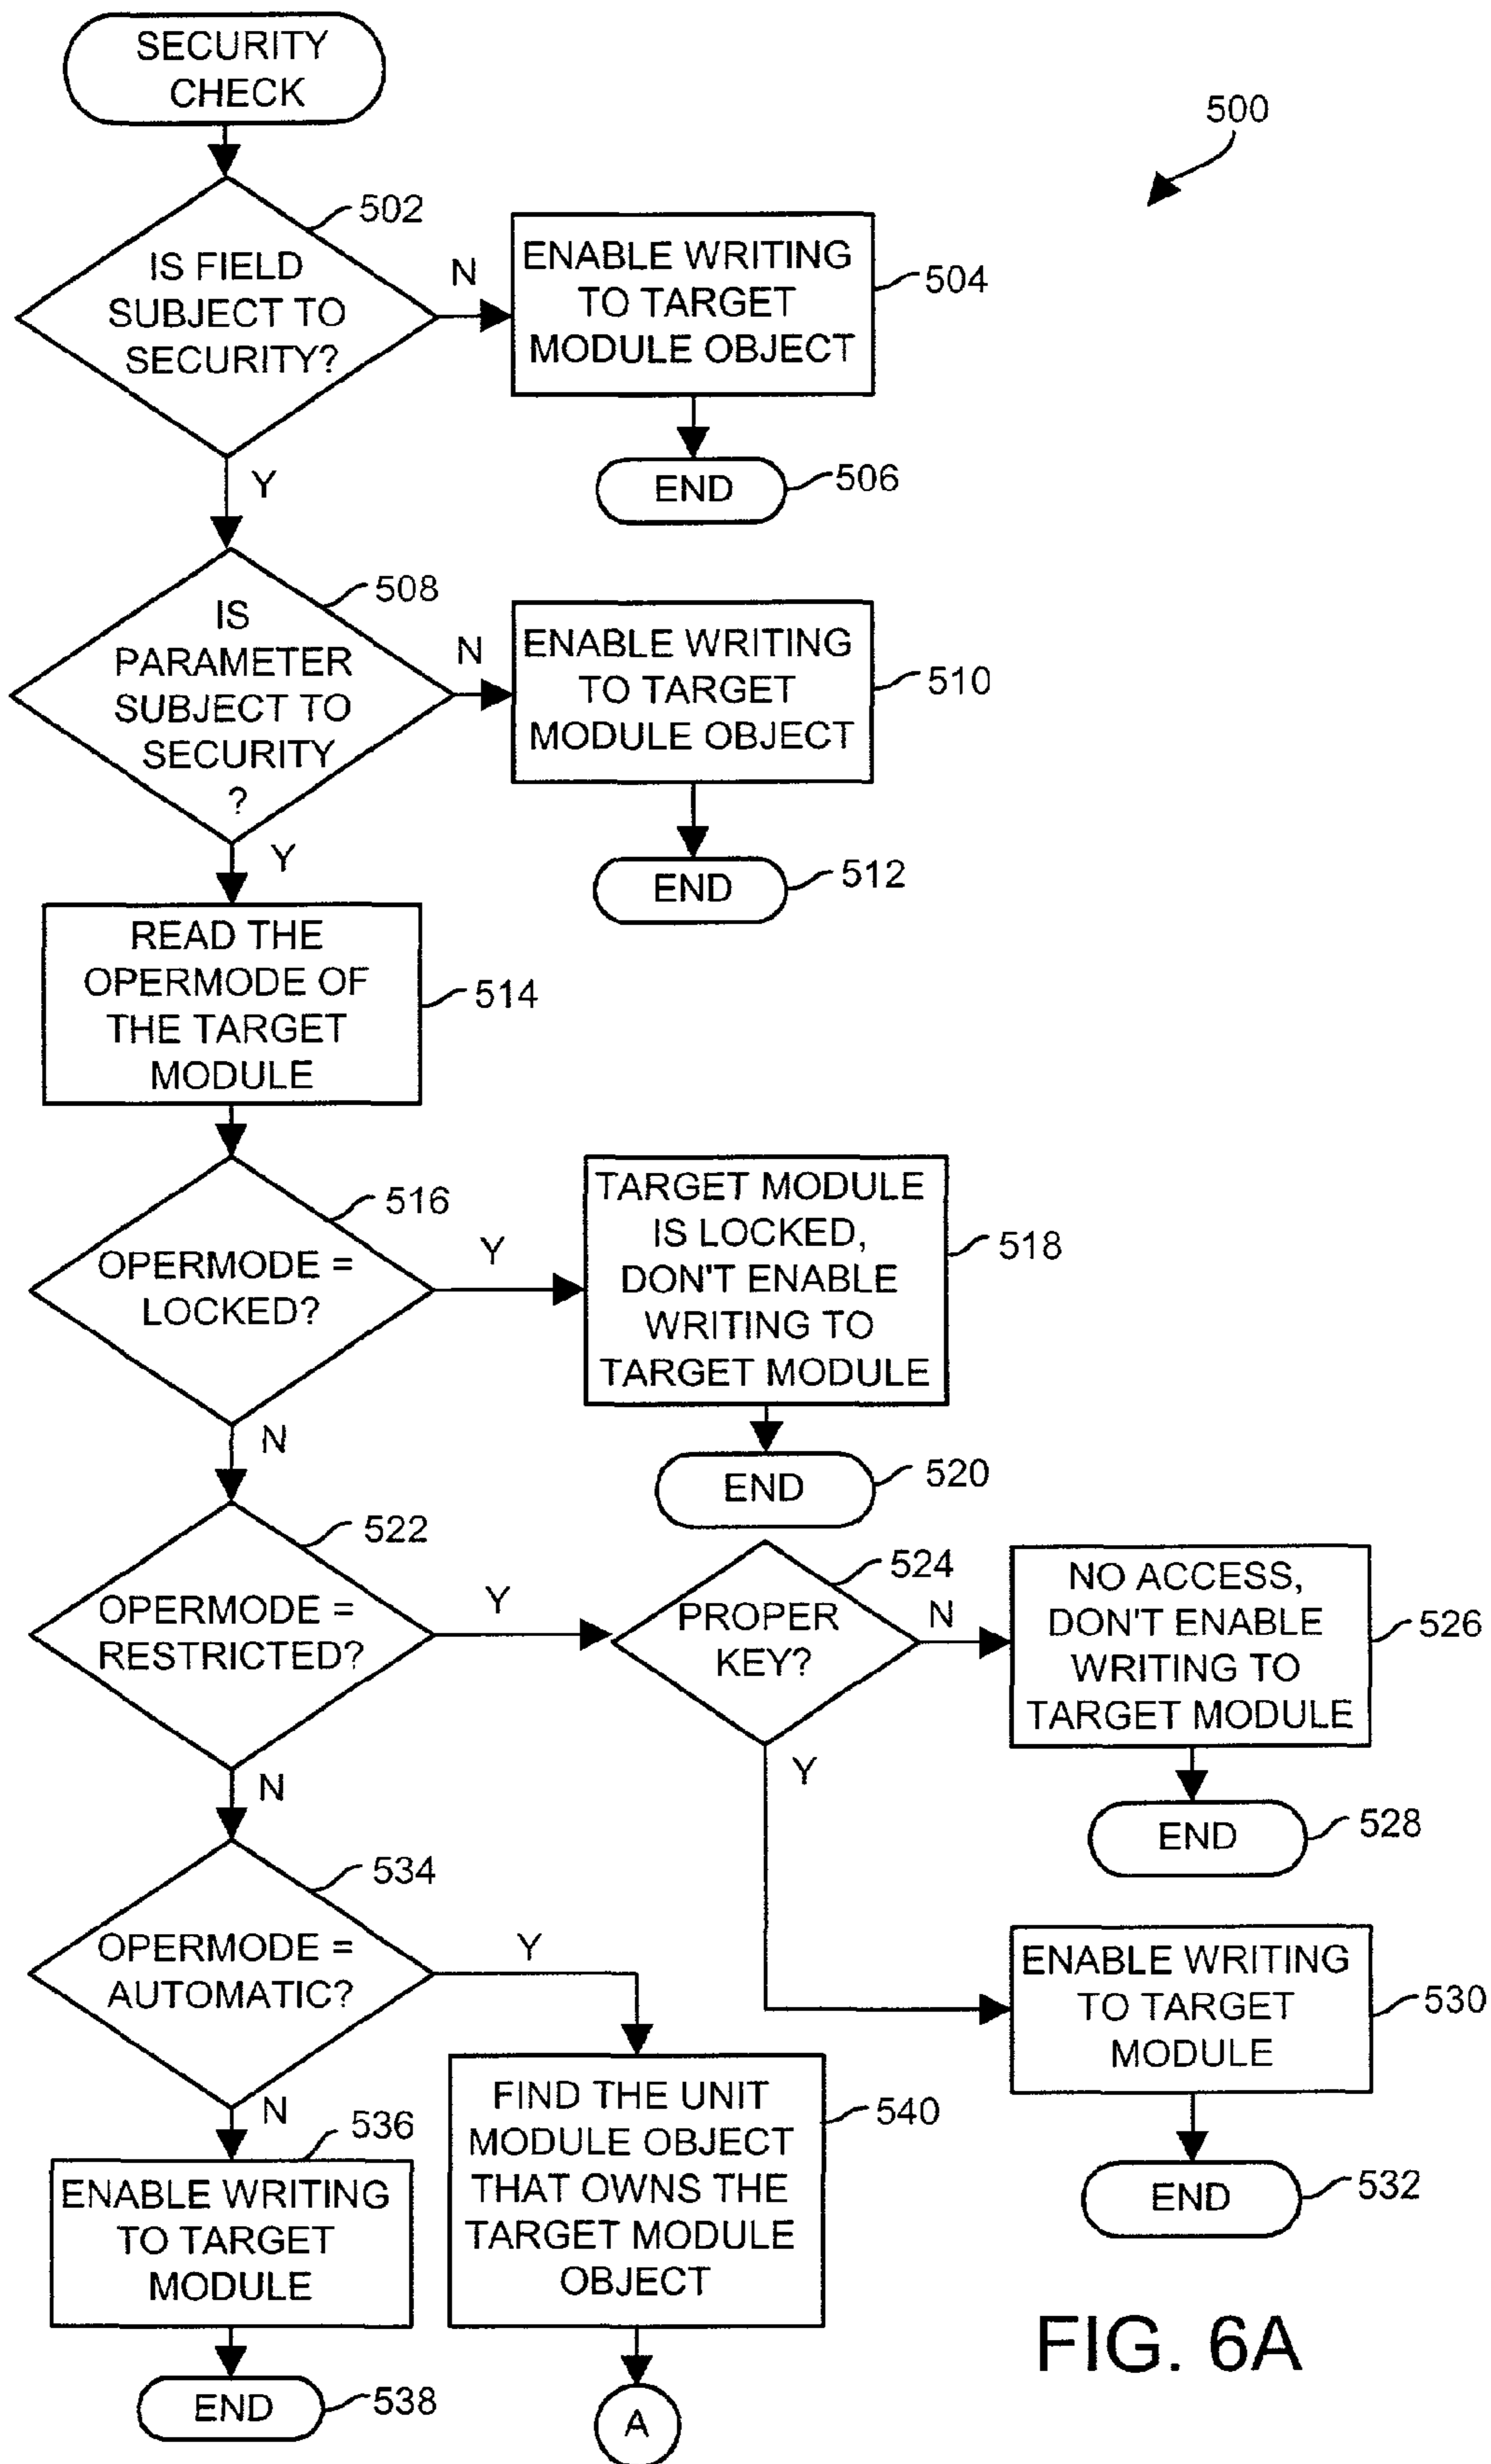 SECURITY
CHECK
500
502
IS FIELD
SUBJECT TO
SECURITY?
N
ENABLE WRITING
TO TARGET
MODULE OBJECT
504
END
506
Y
508
IS
PARAMETER
SUBJECT TO
SECURITY
?
N
ENABLE WRITING
TO TARGET
MODULE OBJECT
510
END
512
Y
READ THE
OPERMODE OF
THE TARGET
MODULE
514
516
OPERMODE =
LOCKED?
Y
TARGET MODULE
IS LOCKED,
DON'T ENABLE
WRITING TO
TARGET MODULE
518
END
520
N
522
OPERMODE =
RESTRICTED?
Y
524
PROPER
KEY?
N
NO ACCESS,
DON'T ENABLE
WRITING TO
TARGET MODULE
526
END
528
Y
ENABLE WRITING
TO TARGET
MODULE
530
END
532
N
534
OPERMODE =
AUTOMATIC?
Y
FIND THE UNIT
MODULE OBJECT
THAT OWNS THE
TARGET MODULE
OBJECT
540
A
N
536
ENABLE WRITING
TO TARGET
MODULE
END
538
FIG. 6A